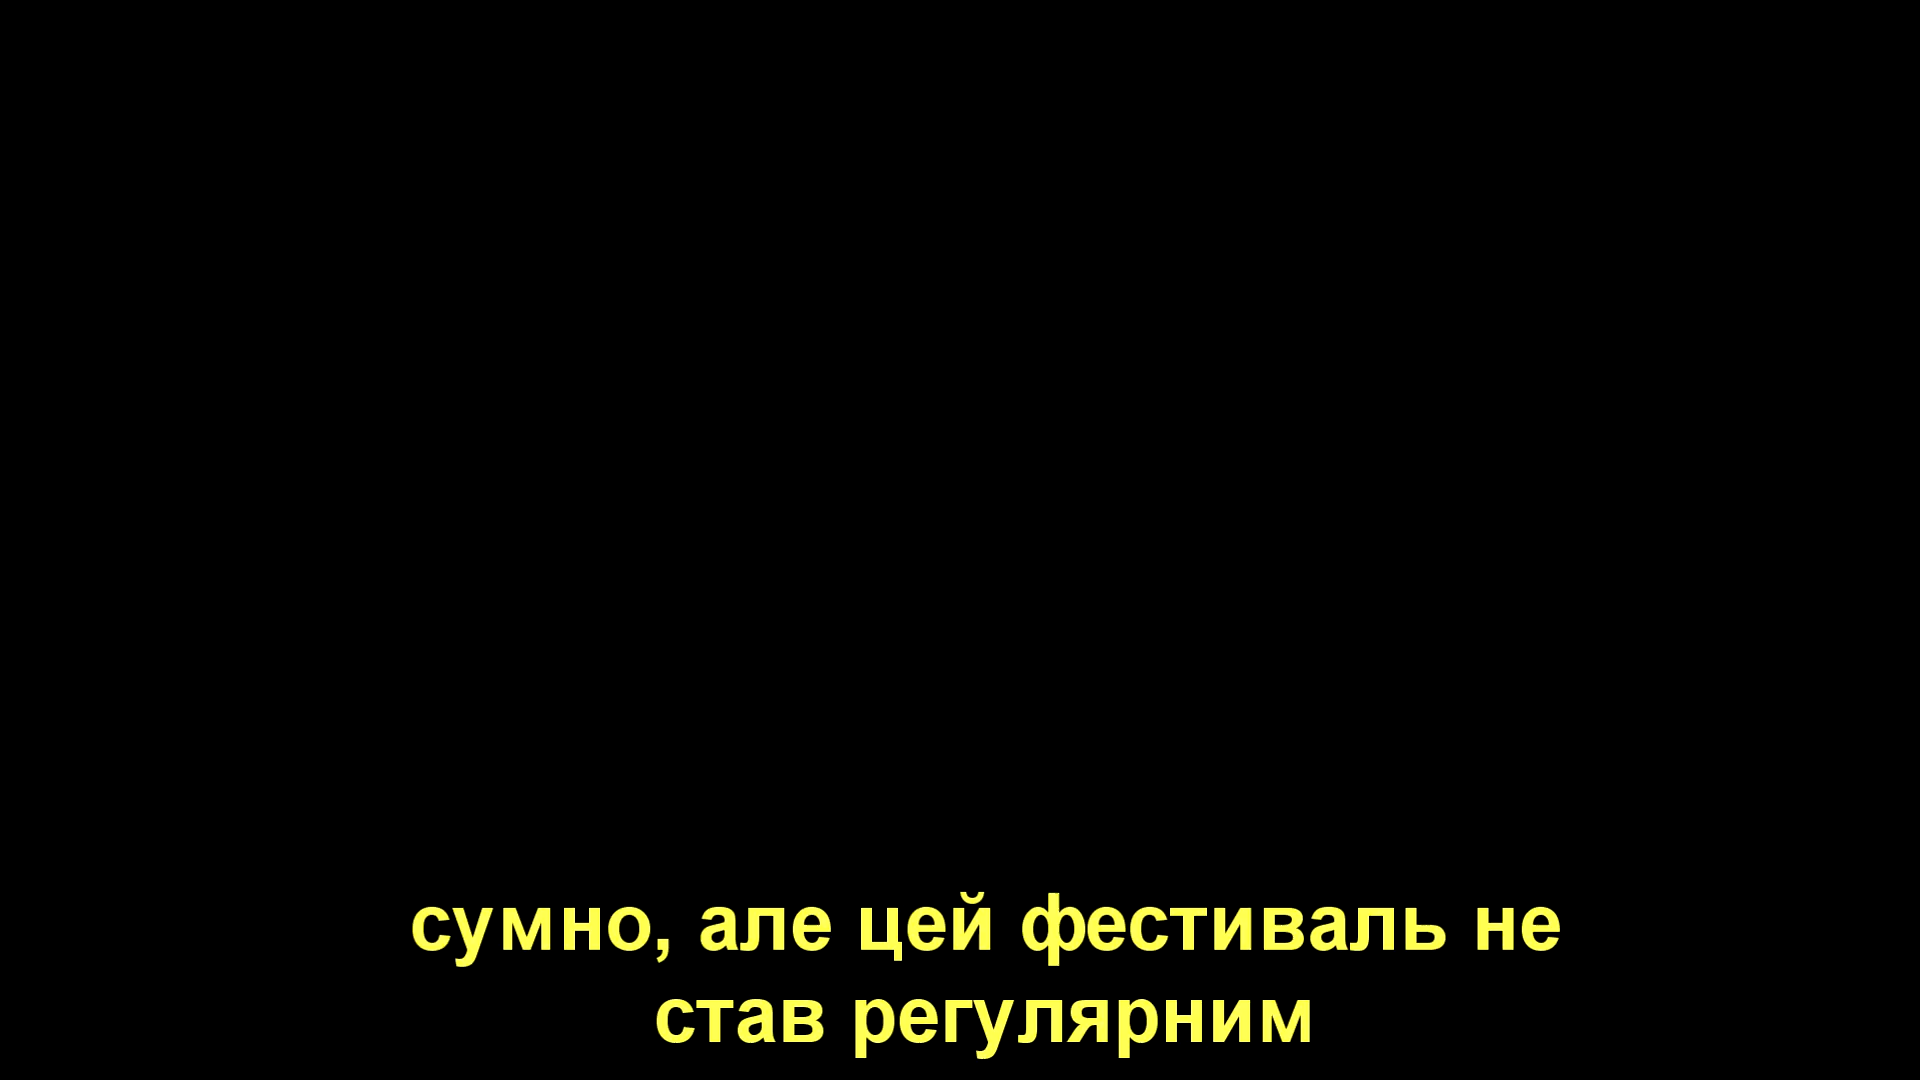 сумно, але цей фестиваль не
став регулярним